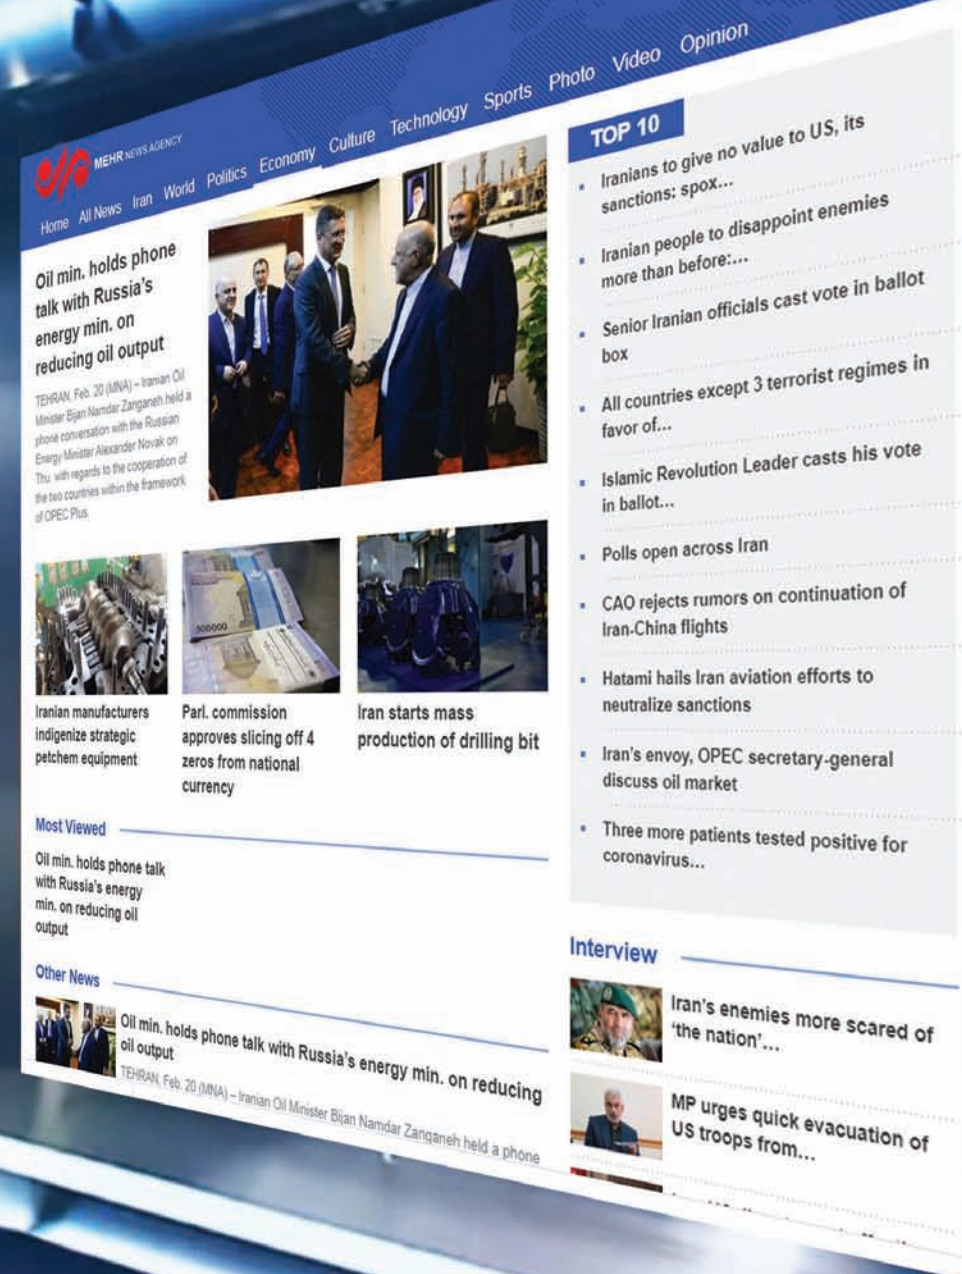 MEHR NEWS AGENCY
Home All News Iran World Politics Economy Culture Technology Sports Photo Video Opinion
Oil min. holds phone
talk with Russia's
energy min. on
reducing oil output
TEHRAN, Feb. 20 (MNA) – Iranian Oil
Minister Bijan Namdar Zanganeh held a
phone conversation with the Russian
Energy Minister Alexander Novak on
Thu. with regards to the cooperation of
the two countries within the framework
of OPEC Plus.
500000
Iranian manufacturers
indigenize strategic
petchem equipment
Parl. commission
approves slicing off 4
zeros from national
currency
Iran starts mass
production of drilling bit
Most Viewed
Oil min. holds phone talk
with Russia's energy
min. on reducing oil
output
Other News
Oil min. holds phone talk with Russia's energy min. on reducing
oil output
TEHRAN, Feb. 20 (MNA) – Iranian Oil Minister Bijan Namdar Zanganeh held a phone
TOP 10
Iranians to give no value to US, its
sanctions: spox...
Iranian people to disappoint enemies
more than before:...
Senior Iranian officials cast vote in ballot
box
All countries except 3 terrorist regimes in
favor of...
Islamic Revolution Leader casts his vote
in ballot...
Polls open across Iran
CAO rejects rumors on continuation of
Iran-China flights
Hatami hails Iran aviation efforts to
neutralize sanctions
Iran's envoy, OPEC secretary-general
discuss oil market
Three more patients tested positive for
coronavirus...
Interview
Iran's enemies more scared of
'the nation'...
MP urges quick evacuation of
US troops from...